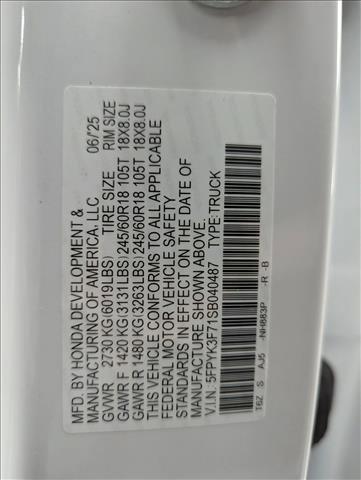 MFD. BY HONDA DEVELOPMENT &
MANUFACTURING OF AMERICA, LLC 06/'25
GVWR 2730 KG(6019LBS) TIRE SIZE RIM SIZE
GAWR F 1420 KG(3131LBS) 245/60R18 105T 18X8.0J
GAWR R 1480 KG(3263LBS) 245/60R18 105T 18X8.0J
THIS VEHICLE CONFORMS TO ALL APPLICABLE
FEDERAL MOTOR VEHICLE SAFETY
STANDARDS IN EFFECT ON THE DATE OF
MANUFACTURE SHOWN ABOVE.
V.I.N.: 5FPYK3F71SB040487 TYPE:TRUCK
T6Z S AJ5 -NH883P -R -B